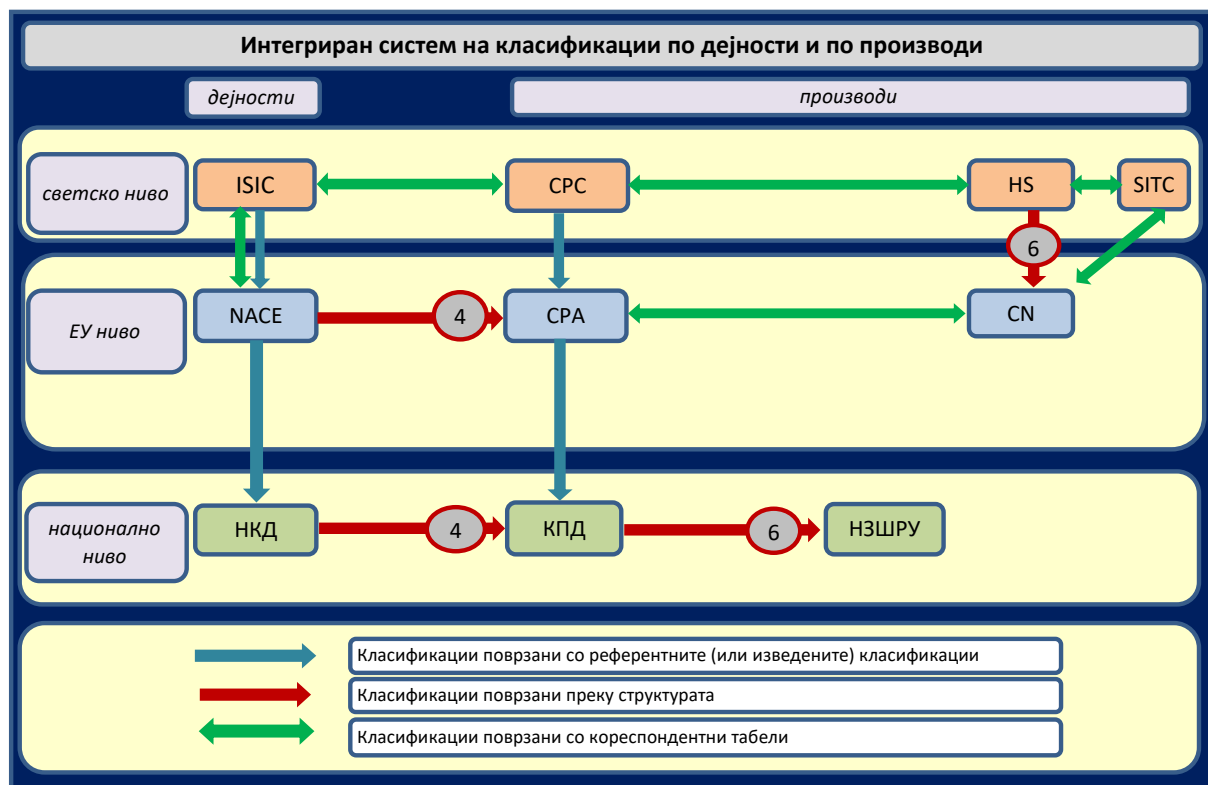 Интегриран систем на класификации по дејности и по производи
дејности
производи
светско ниво
ISIC
CPC
HS
SITC
6
ЕУ ниво
NACE
4
CPA
CN
национално
ниво
НКД
4
КПД
6
НЗШРУ
Класификации поврзани со референтните (или изведените) класификации
Класификации поврзани преку структурата
Класификации поврзани со кореспондентни табели